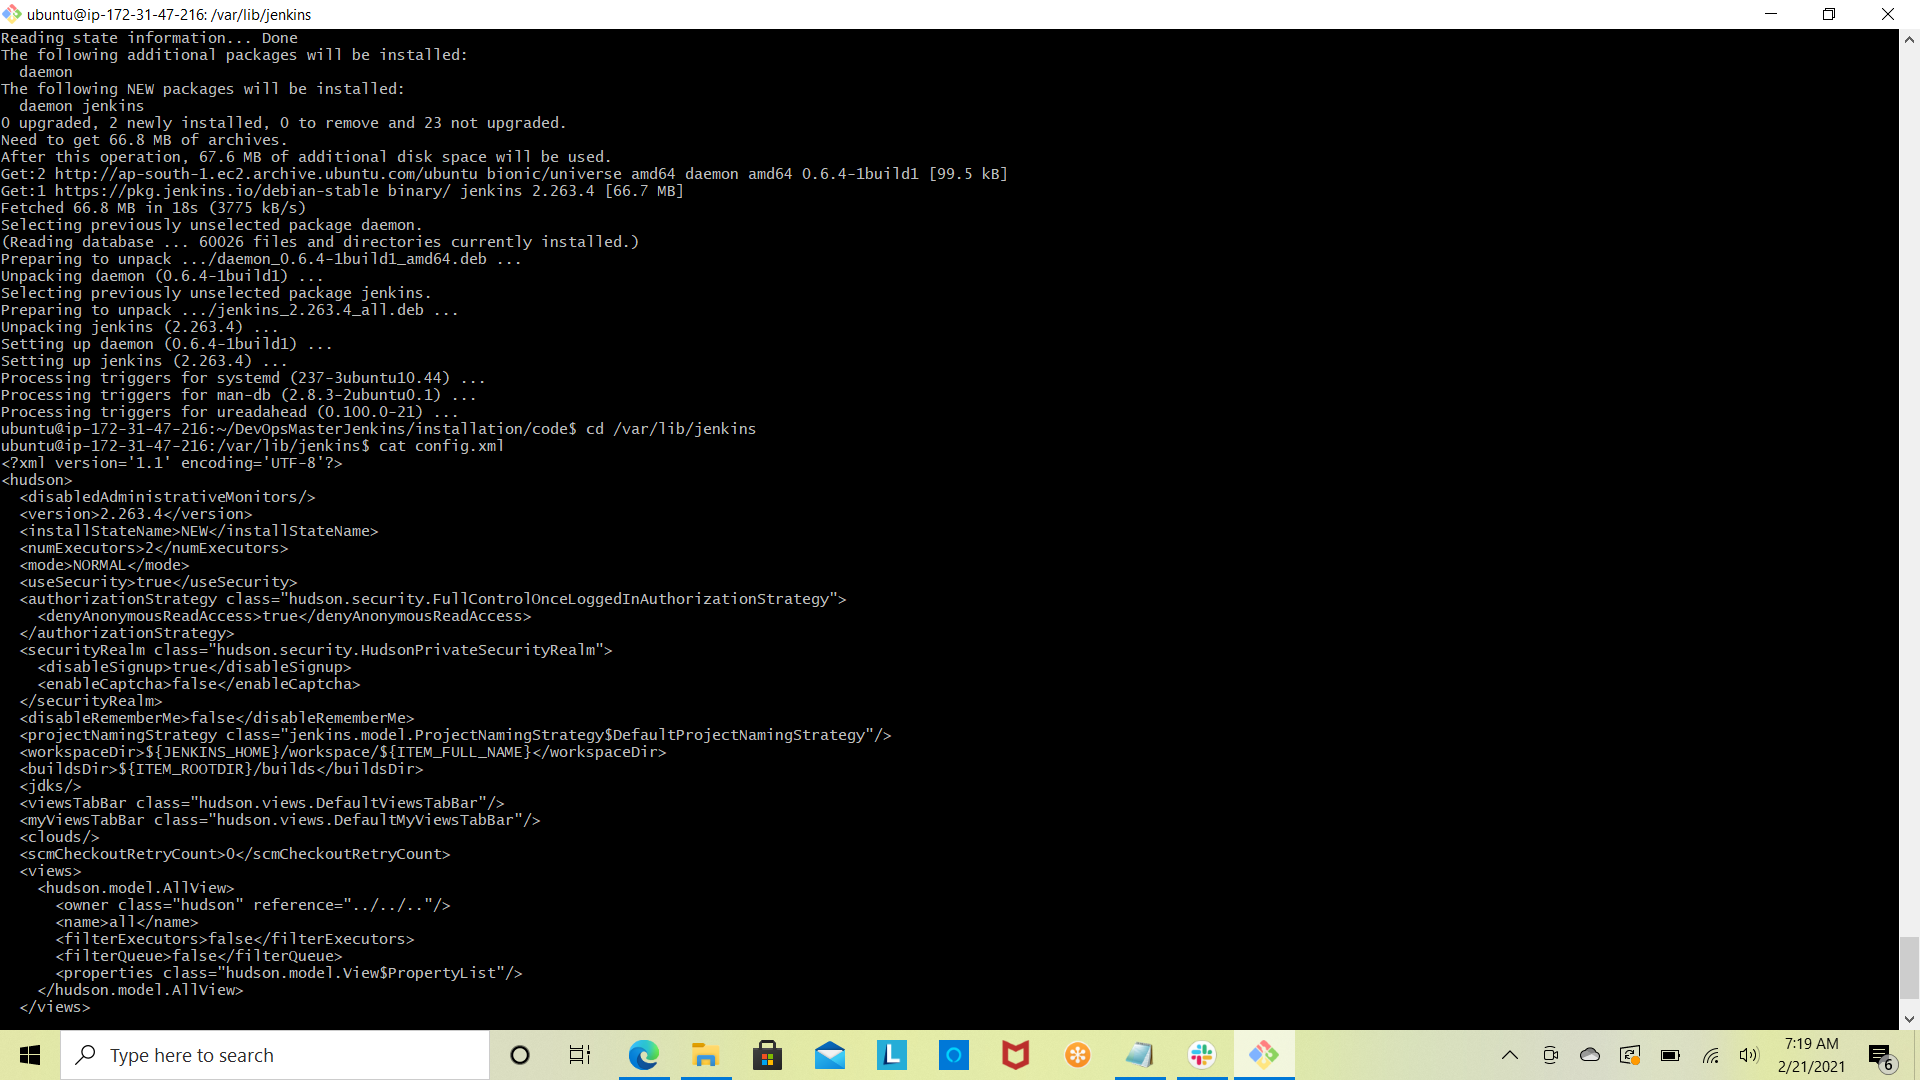 ubuntu@ip-172-31-47-216: /var/lib/jenkins
Reading state information... Done
The following additional packages will be installed:
  daemon
The following NEW packages will be installed:
  daemon jenkins
0 upgraded, 2 newly installed, 0 to remove and 23 not upgraded.
Need to get 66.8 MB of archives.
After this operation, 67.6 MB of additional disk space will be used.
Get:2 http://ap-south-1.ec2.archive.ubuntu.com/ubuntu bionic/universe amd64 daemon amd64 0.6.4-1build1 [99.5 kB]
Get:1 https://pkg.jenkins.io/debian-stable binary/ jenkins 2.263.4 [66.7 MB]
Fetched 66.8 MB in 18s (3775 kB/s)
Selecting previously unselected package daemon.
(Reading database ... 60026 files and directories currently installed.)
Preparing to unpack .../daemon_0.6.4-1build1_amd64.deb ...
Unpacking daemon (0.6.4-1build1) ...
Selecting previously unselected package jenkins.
Preparing to unpack .../jenkins_2.263.4_all.deb ...
Unpacking jenkins (2.263.4) ...
Setting up daemon (0.6.4-1build1) ...
Setting up jenkins (2.263.4) ...
Processing triggers for systemd (237-3ubuntu10.44) ...
Processing triggers for man-db (2.8.3-2ubuntu0.1) ...
Processing triggers for ureadahead (0.100.0-21) ...
ubuntu@ip-172-31-47-216:~/DevOpsMasterJenkins/installation/code$ cd /var/lib/jenkins
ubuntu@ip-172-31-47-216:/var/lib/jenkins$ cat config.xml
<?xml version='1.1' encoding='UTF-8'?>
<hudson>
  <disabledAdministrativeMonitors/>
  <version>2.263.4</version>
  <installStateName>NEW</installStateName>
  <numExecutors>2</numExecutors>
  <mode>NORMAL</mode>
  <useSecurity>true</useSecurity>
  <authorizationStrategy class="hudson.security.FullControlOnceLoggedInAuthorizationStrategy">
    <denyAnonymousReadAccess>true</denyAnonymousReadAccess>
  </authorizationStrategy>
  <securityRealm class="hudson.security.HudsonPrivateSecurityRealm">
    <disableSignup>true</disableSignup>
    <enableCaptcha>false</enableCaptcha>
  </securityRealm>
  <disableRememberMe>false</disableRememberMe>
  <projectNamingStrategy class="jenkins.model.ProjectNamingStrategy$DefaultProjectNamingStrategy"/>
  <workspaceDir>${JENKINS_HOME}/workspace/${ITEM_FULL_NAME}</workspaceDir>
  <buildsDir>${ITEM_ROOTDIR}/builds</buildsDir>
  <jdks/>
  <viewsTabBar class="hudson.views.DefaultViewsTabBar"/>
  <myViewsTabBar class="hudson.views.DefaultMyViewsTabBar"/>
  <clouds/>
  <scmCheckoutRetryCount>0</scmCheckoutRetryCount>
  <views>
    <hudson.model.AllView>
      <owner class="hudson" reference="../../.."/>
      <name>all</name>
      <filterExecutors>false</filterExecutors>
      <filterQueue>false</filterQueue>
      <properties class="hudson.model.View$PropertyList"/>
    </hudson.model.AllView>
  </views>
Type here to search
L
7:19 AM
2/21/2021
6